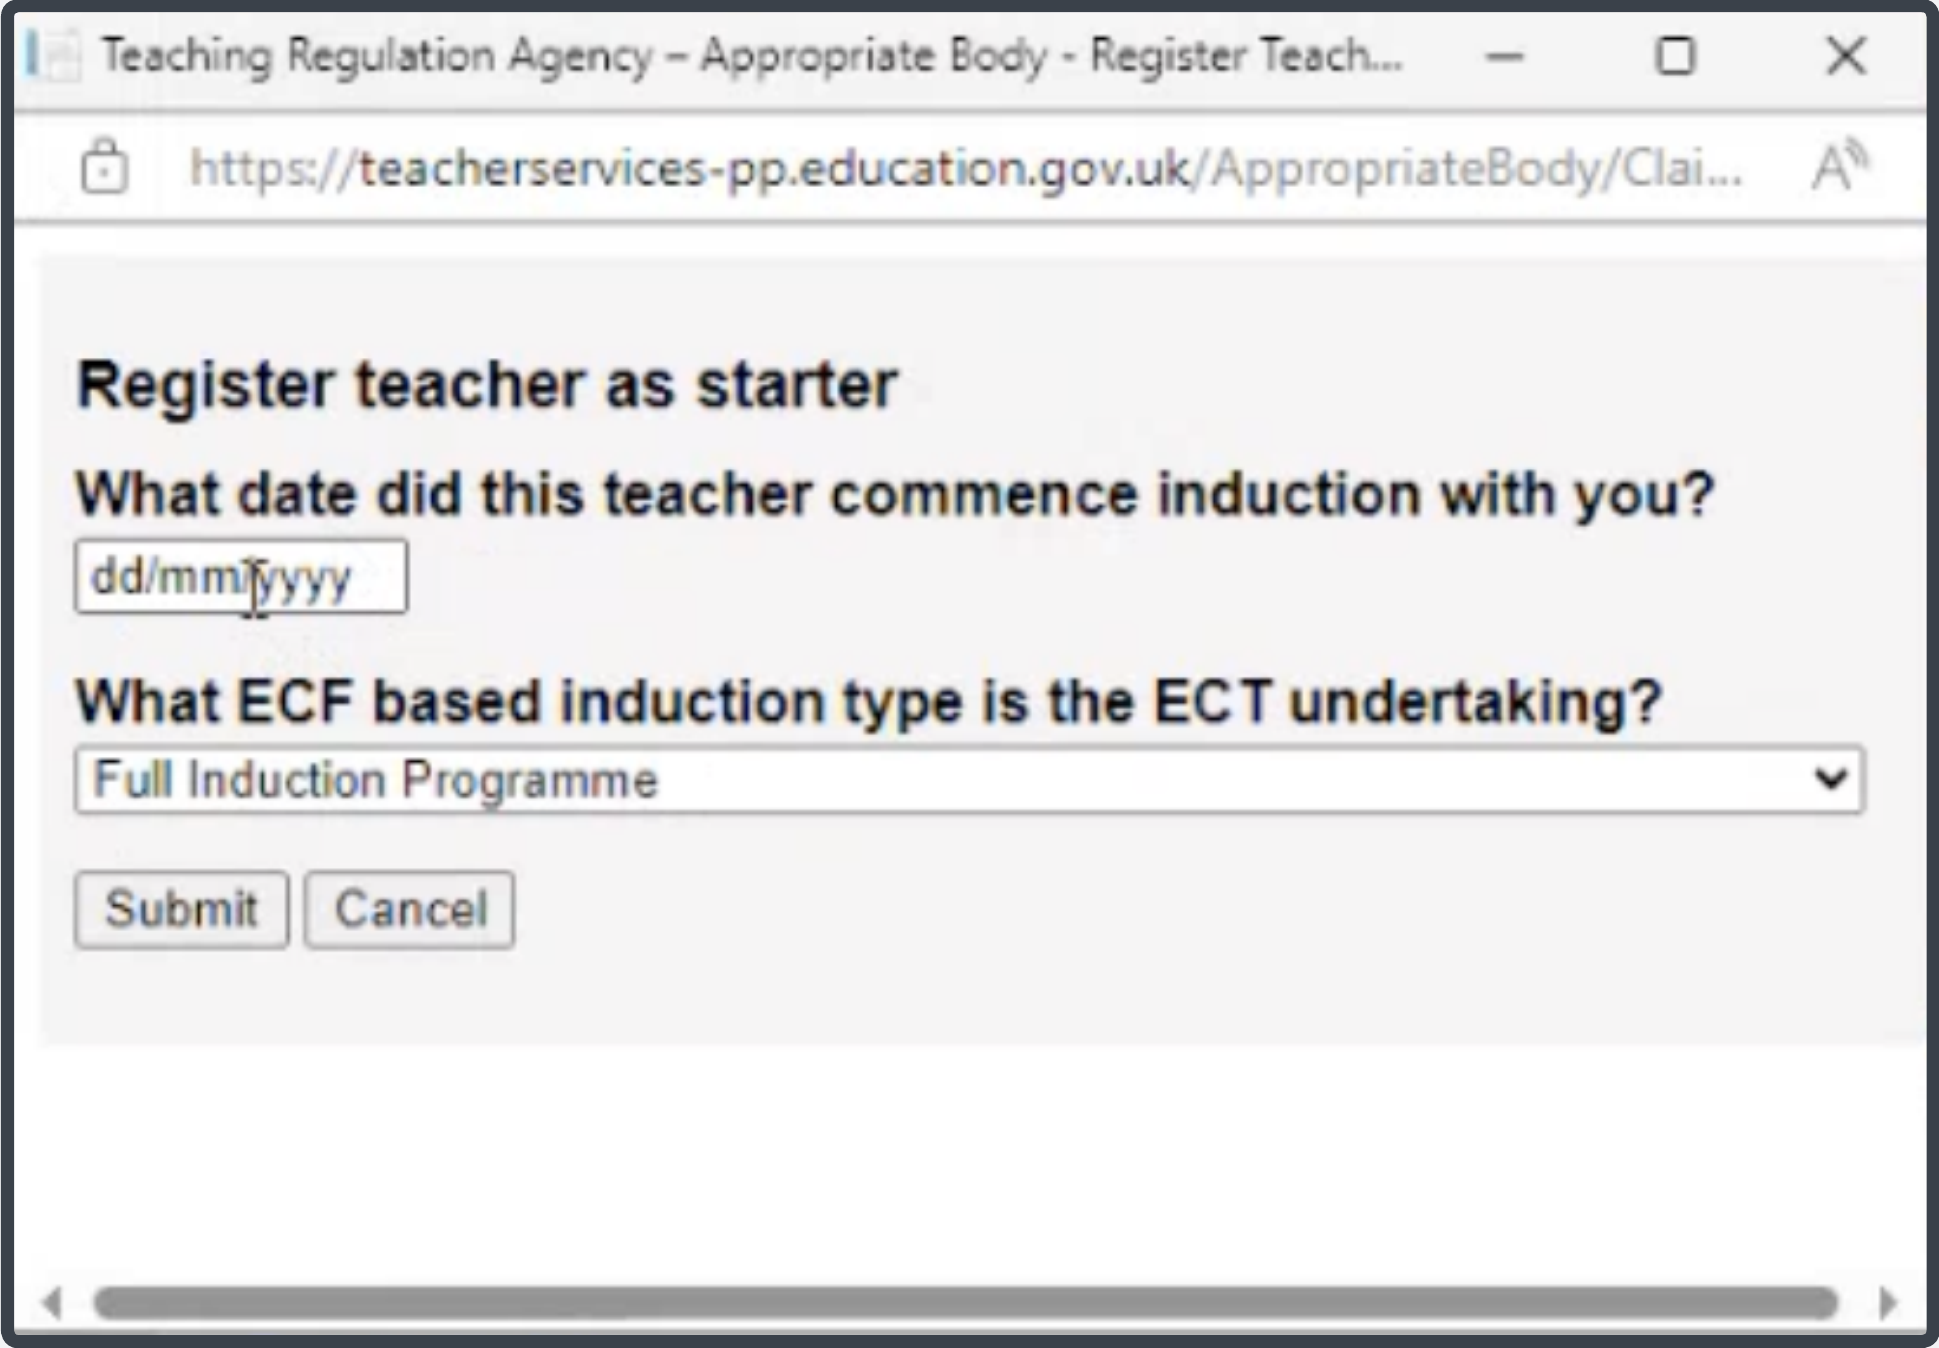 Teaching Regulation Agency – Appropriate Body - Register Teach...
https://teacherservices-pp.education.gov.uk/AppropriateBody/Clai...
Register teacher as starter
What date did this teacher commence induction with you?
dd/mm/yyyy
What ECF based induction type is the ECT undertaking?
Full Induction Programme
Submit Cancel